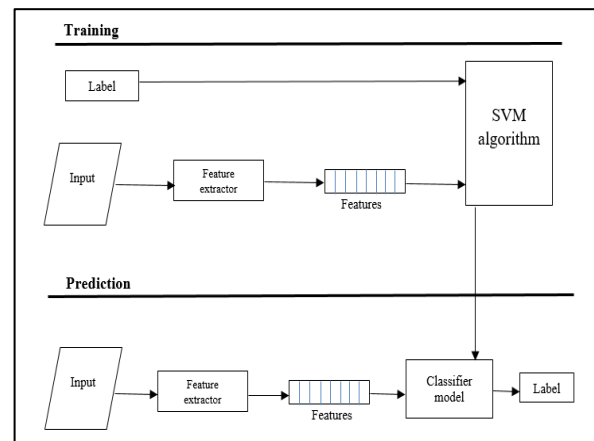 Training
Label
SVM
algorithm
Input
Feature
extractor
Features
Prediction
Input
Feature
extractor
Features
Classifier
model
Label